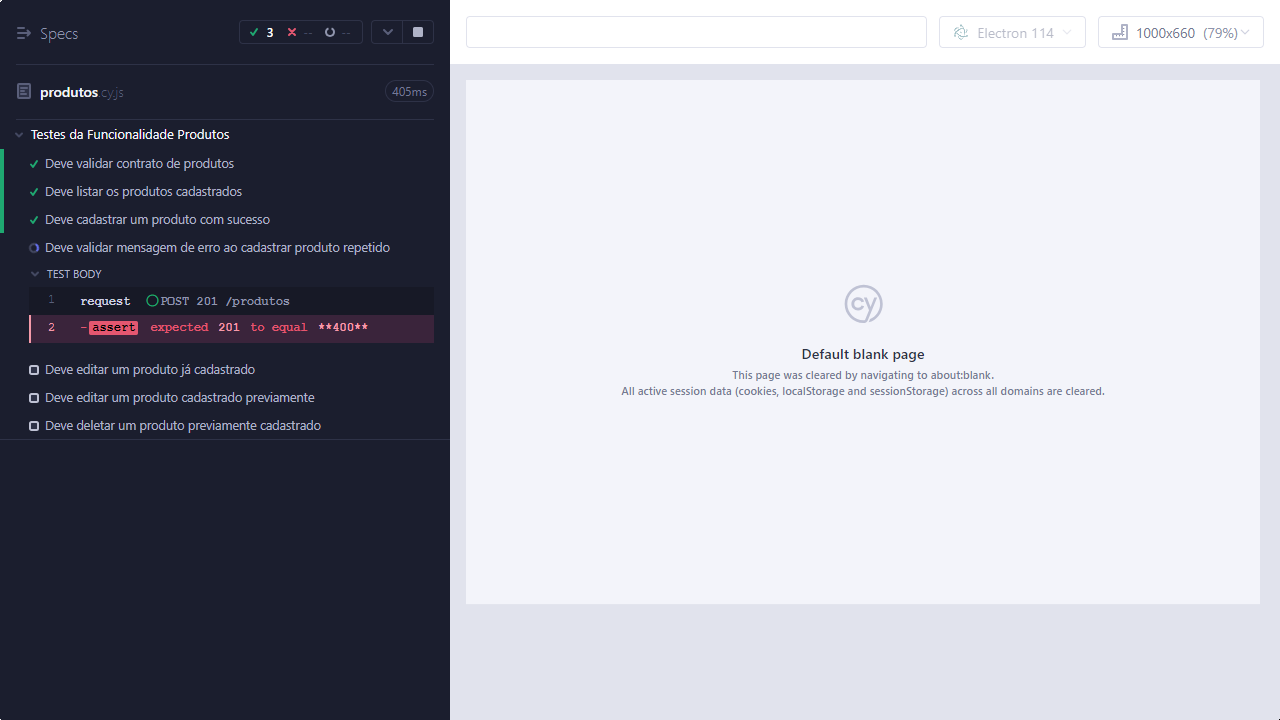 Specs
3 -- --
produtos.cy.js
405ms
Testes da Funcionalidade Produtos
Deve validar contrato de produtos
Deve listar os produtos cadastrados
Deve cadastrar um produto com sucesso
Deve validar mensagem de erro ao cadastrar produto repetido
TEST BODY
1 request POST 201 /produtos
2 -assert expected 201 to equal **400**
Deve editar um produto já cadastrado
Deve editar um produto cadastrado previamente
Deve deletar um produto previamente cadastrado
Electron 114
1000x660 (79%)
cy
Default blank page
This page was cleared by navigating to about:blank.
All active session data (cookies, localStorage and sessionStorage) across all domains are cleared.